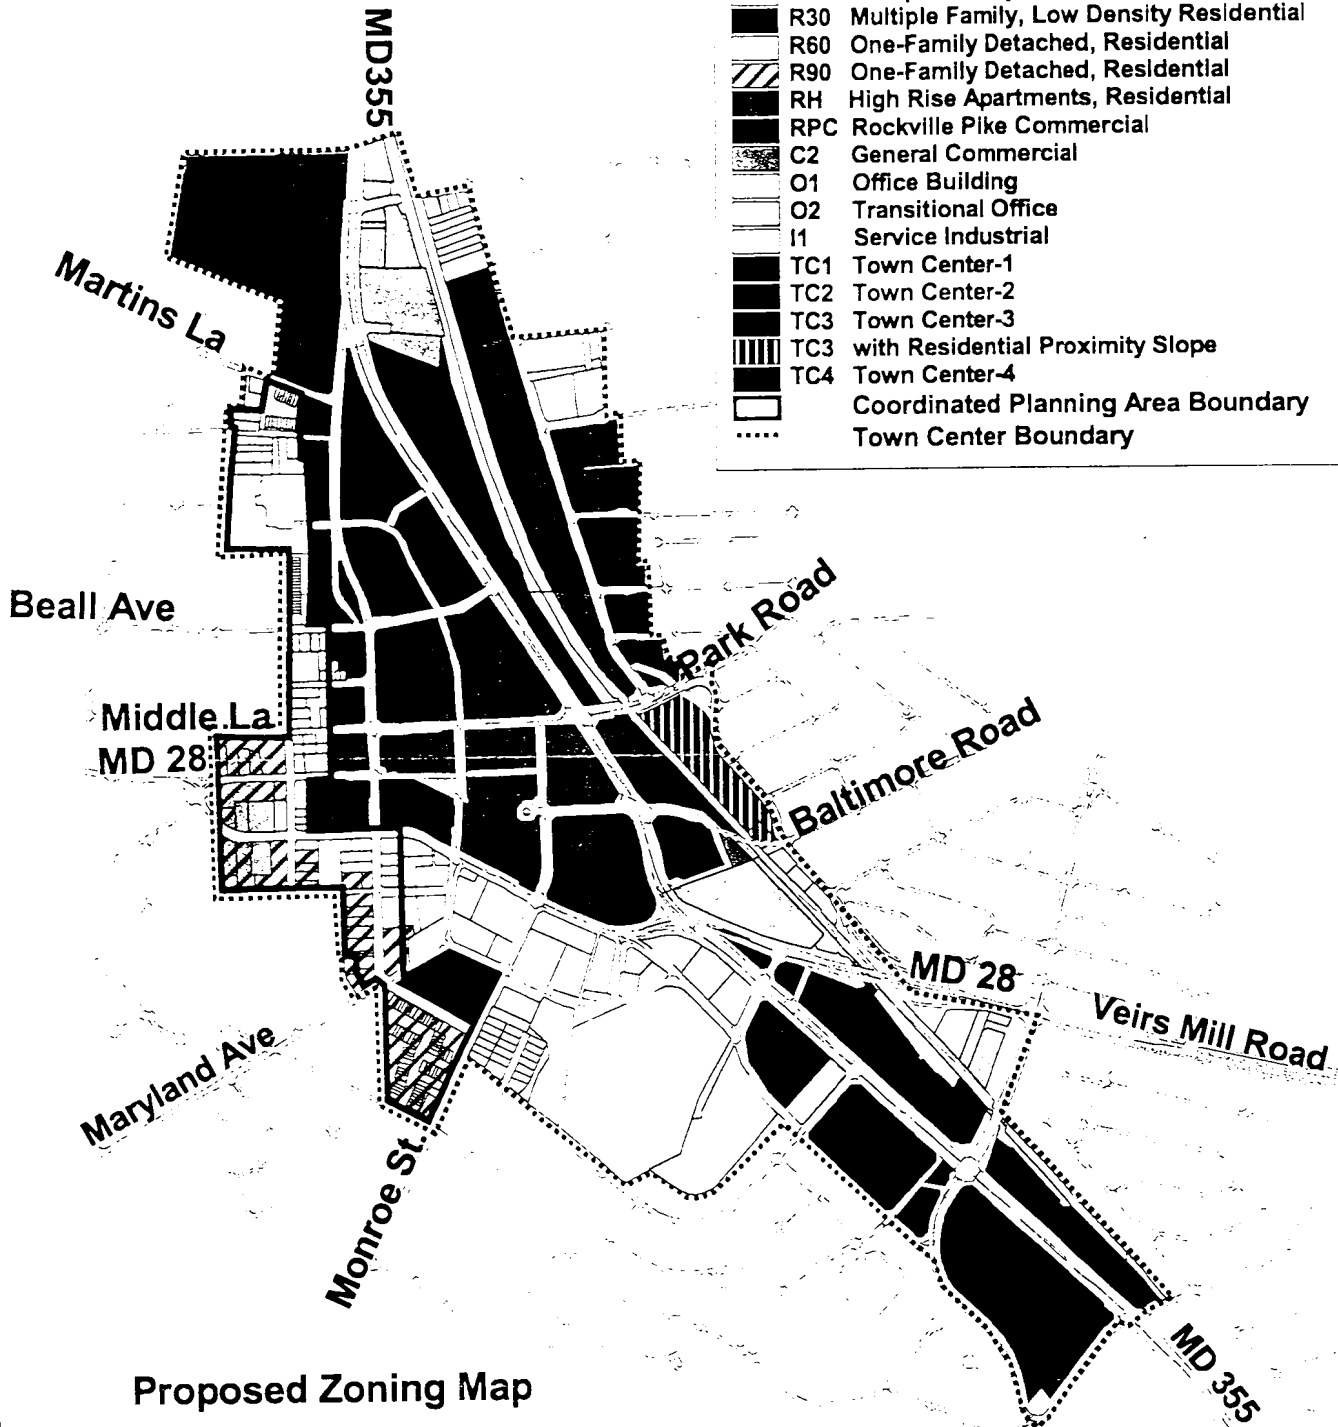 R30 Multiple Family, Low Density Residential
R60 One-Family Detached, Residential
R90 One-Family Detached, Residential
RH High Rise Apartments, Residential
RPC Rockville Pike Commercial
C2 General Commercial
O1 Office Building
O2 Transitional Office
I1 Service Industrial
TC1 Town Center-1
TC2 Town Center-2
TC3 Town Center-3
TC3 with Residential Proximity Slope
TC4 Town Center-4
Coordinated Planning Area Boundary
Town Center Boundary
MD355
Martins La
Beall Ave
Park Road
Middle La
MD 28
Baltimore Road
MD 28
Veirs Mill Road
Maryland Ave
Monroe St
MD 355
Proposed Zoning Map